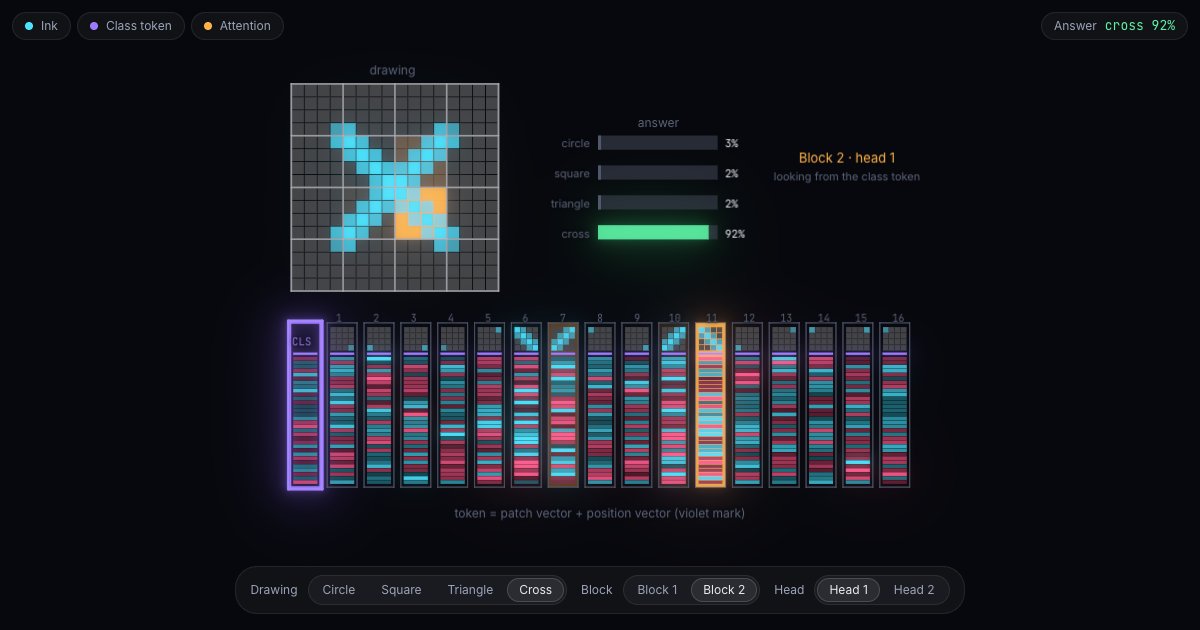 Ink
Class token
Attention
Answer cross 92%
drawing
answer
circle 3%
square 2%
triangle 2%
cross 92%
Block 2 · head 1
looking from the class token
1 2 3 4 5 6 7 8 9 10 11 12 13 14 15 16
CLS
token = patch vector + position vector (violet mark)
Drawing Circle Square Triangle Cross Block Block 1 Block 2 Head Head 1 Head 2